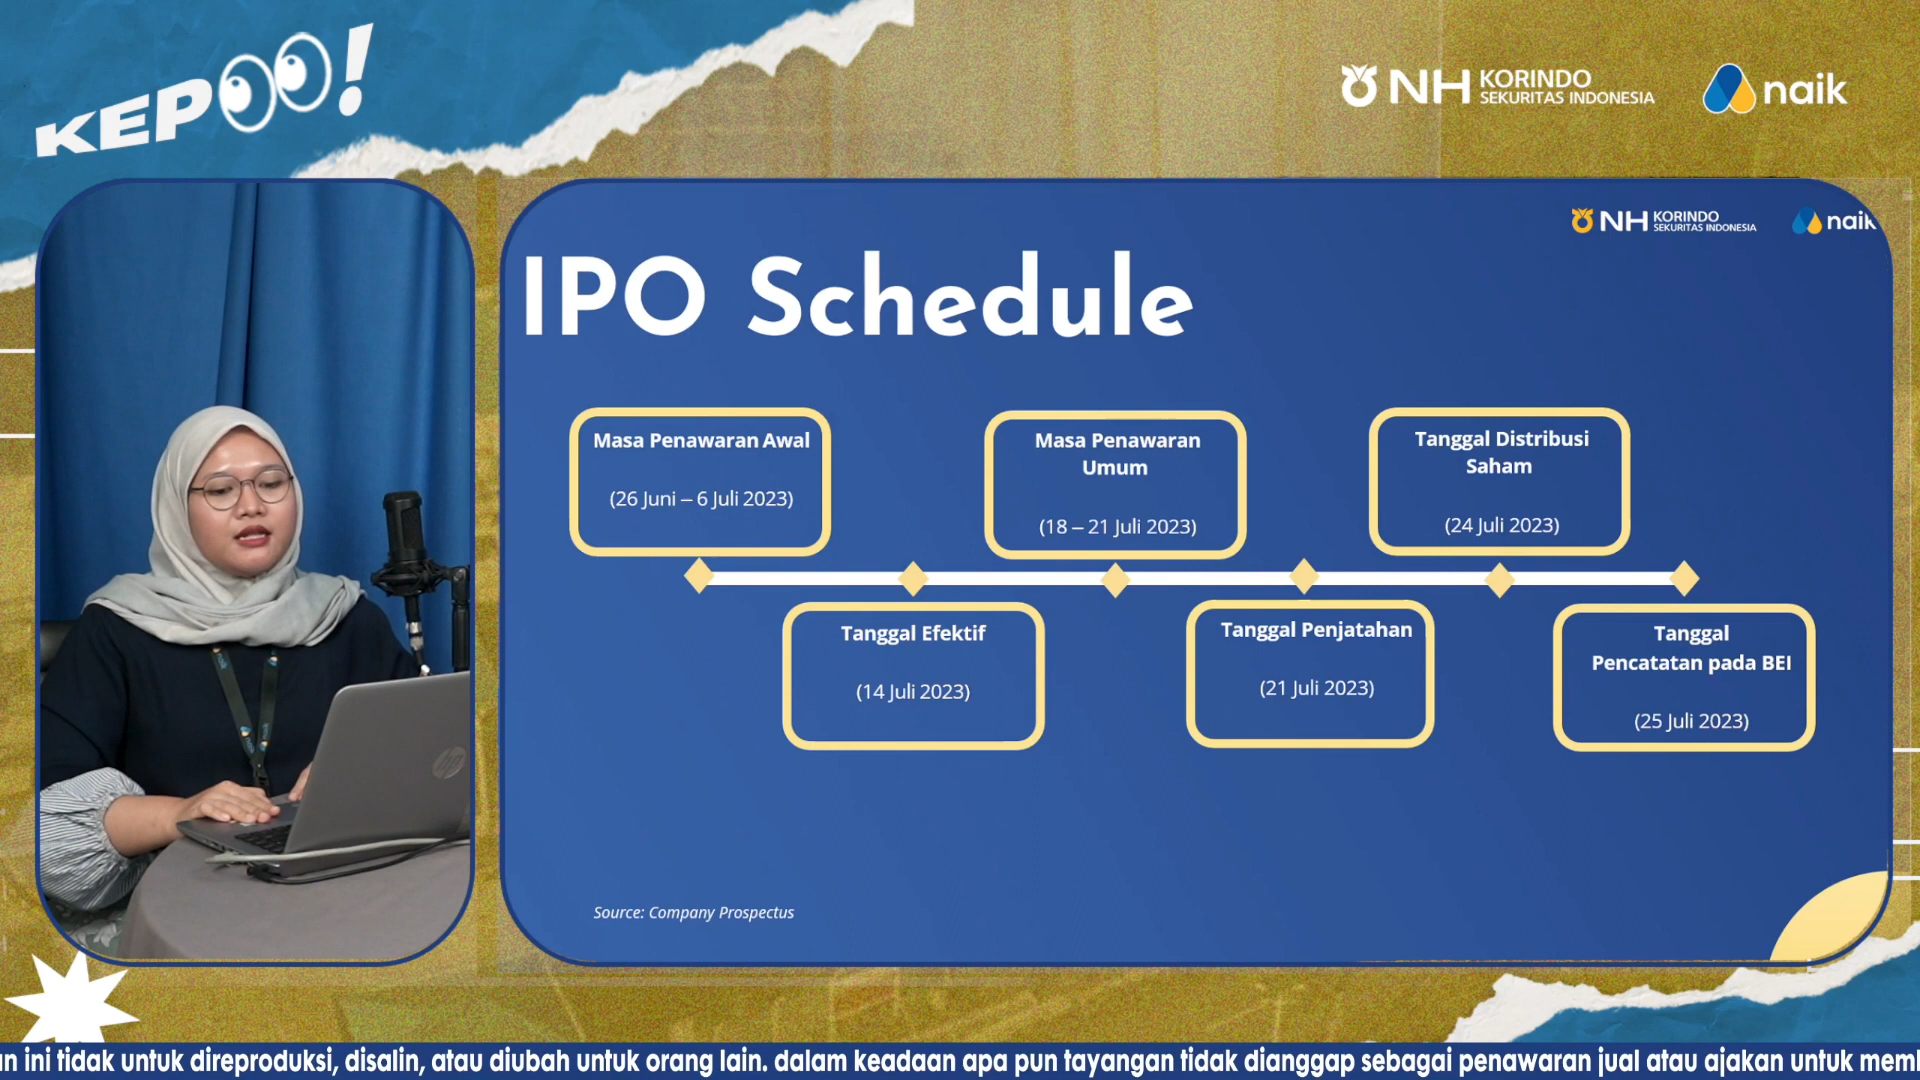 KEPOO!
NH KORINDO
SEKURITAS INDONESIA
naik
NH KORINDO
SEKURITAS INDONESIA
naik
IPO Schedule
Masa Penawaran Awal
(26 Juni – 6 Juli 2023)
Masa Penawaran
Umum
(18 – 21 Juli 2023)
Tanggal Distribusi
Saham
(24 Juli 2023)
Tanggal Efektif
(14 Juli 2023)
Tanggal Penjatahan
(21 Juli 2023)
Tanggal
Pencatatan pada BEI
(25 Juli 2023)
Source: Company Prospectus
hp
ini tidak untuk direproduksi, disalin, atau diubah untuk orang lain. dalam keadaan apa pun tayangan tidak dianggap sebagai penawaran jual atau ajakan untuk